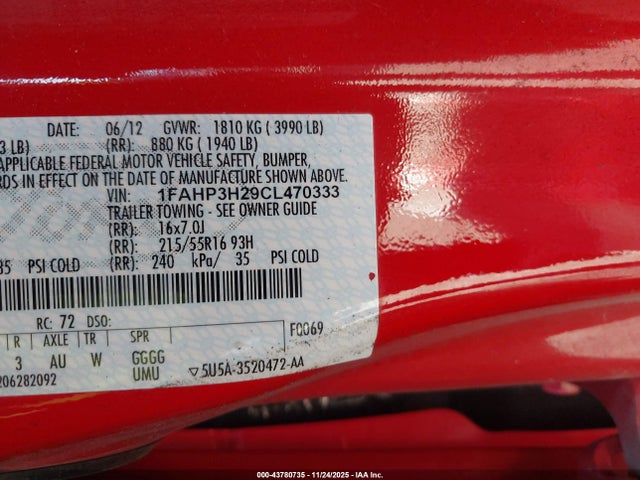 DATE: 06/12 GVWR: 1810 KG ( 3990 LB)
3 LB) (RR): 880 KG ( 1940 LB)
APPLICABLE FEDERAL MOTOR VEHICLE SAFETY, BUMPER,
RDS IN EFFECT ON THE DATE OF MANUFACTURE SHOWN ABOVE.
VIN: 1FAHP3H29CL470333
TRAILER TOWING - SEE OWNER GUIDE
(RR): 16x7.0J
(RR): 215/55R16 93H
35 PSI COLD (RR): 240 kPa/ 35 PSI COLD
RC: 72 DSO: F0069
R AXLE TR SPR
3 AU W GGGG
UMU
206282092
▽5U5A-3520472-AA
000-43780735 - 11/24/2025 - IAA Inc.